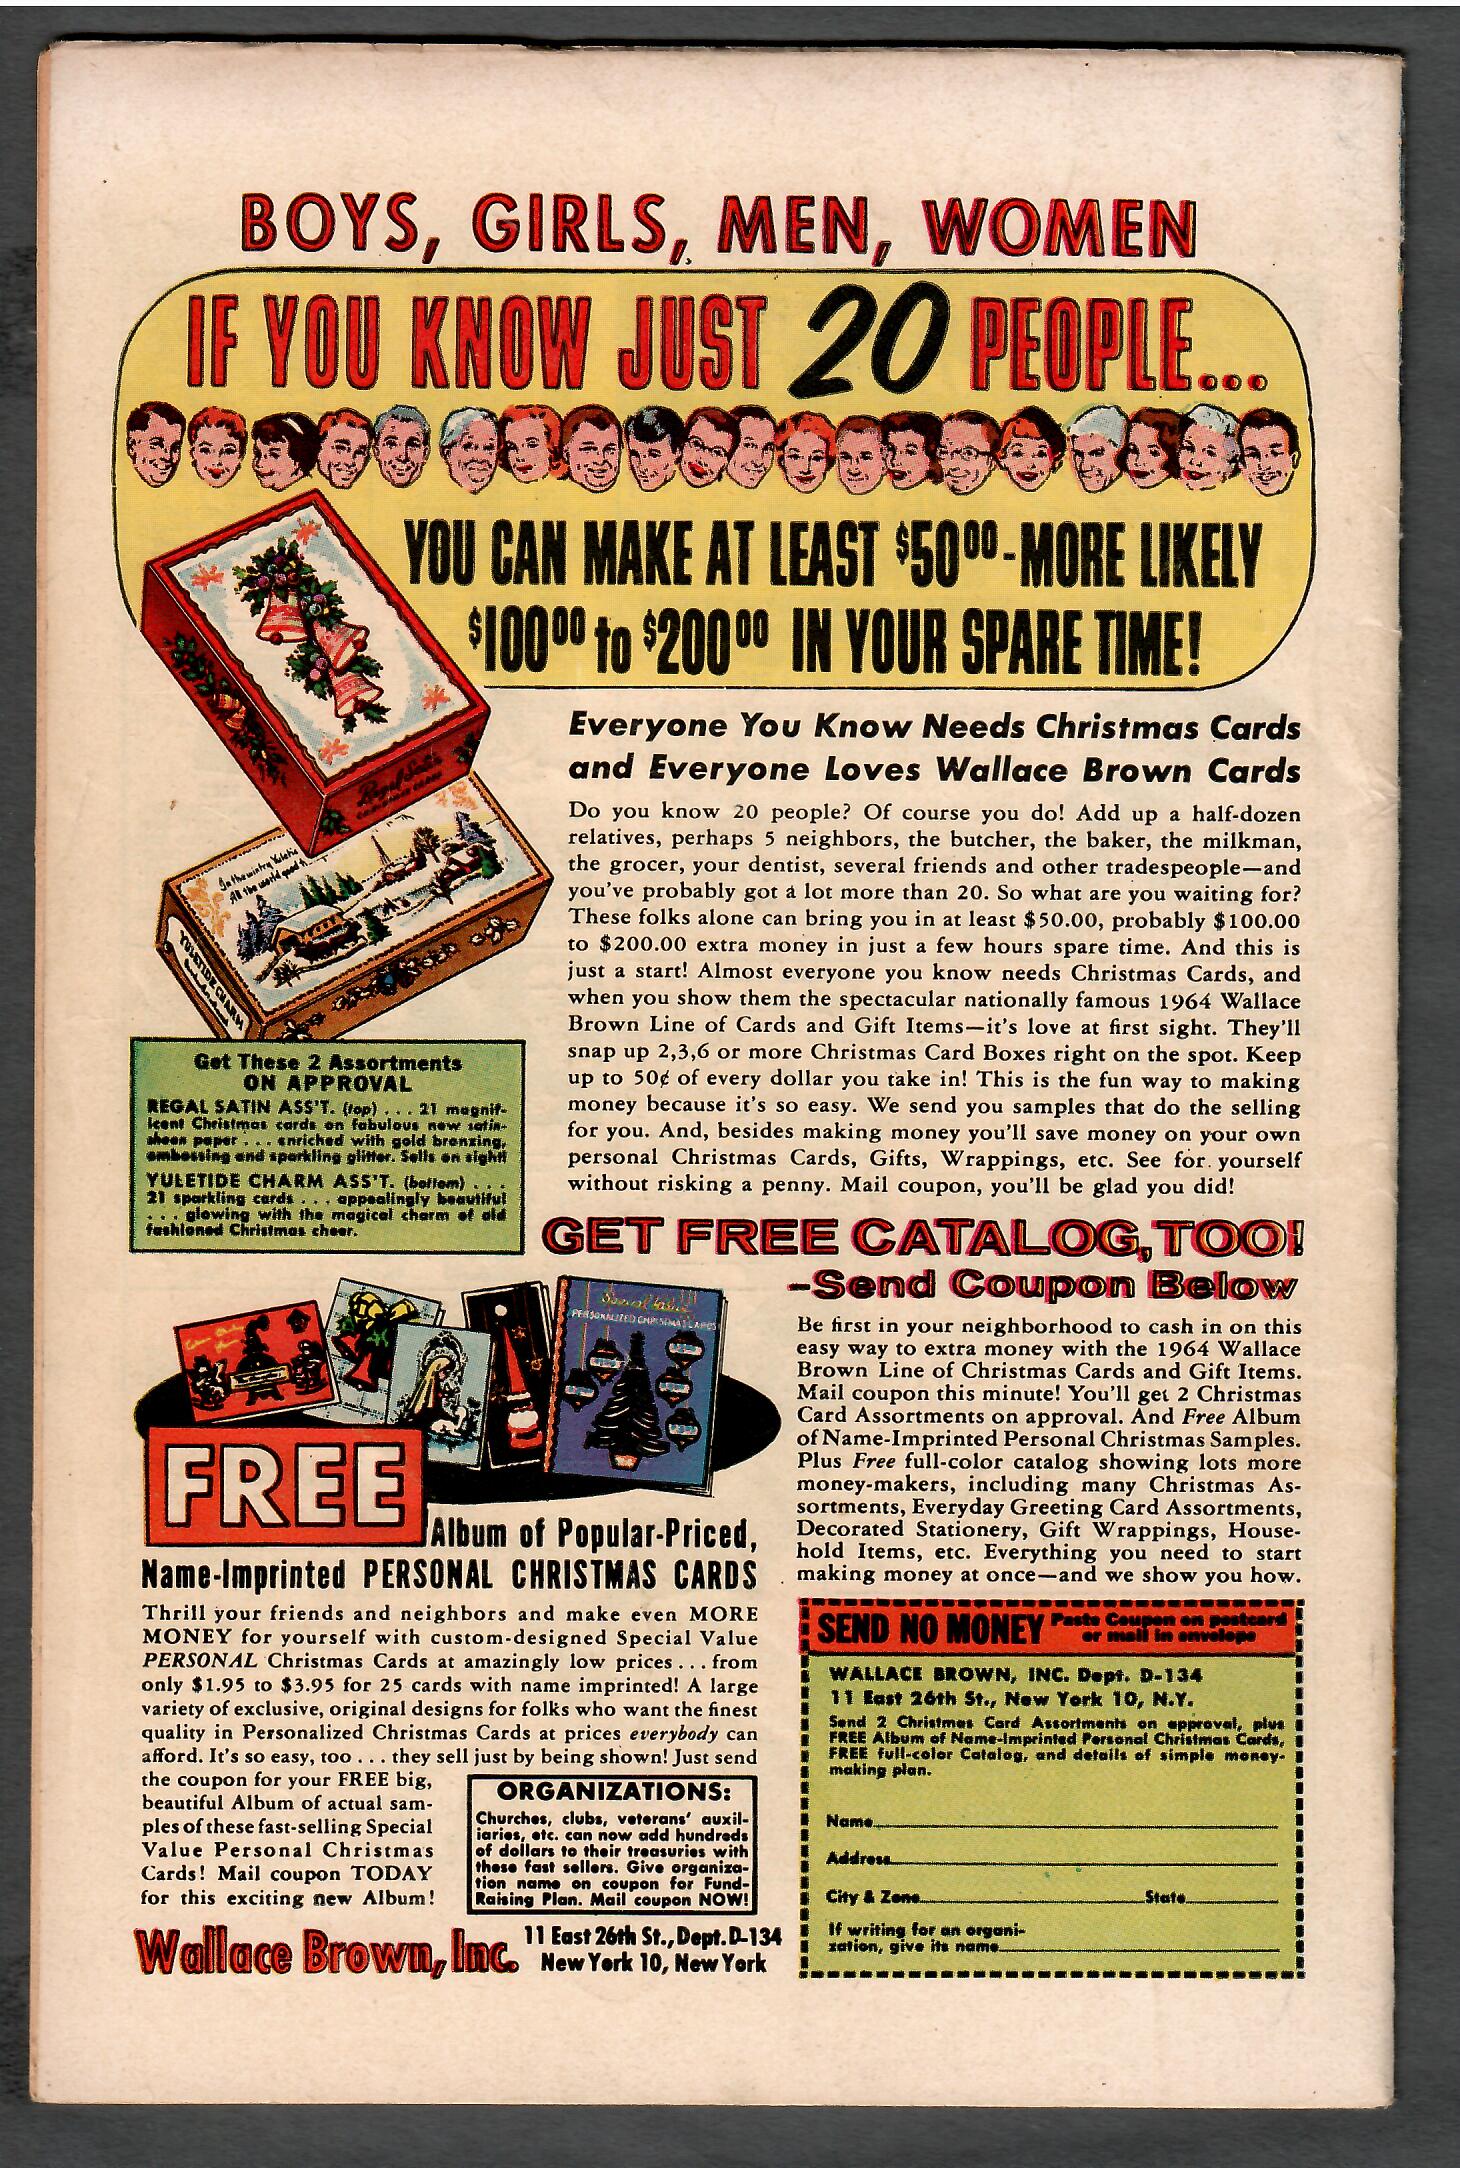 BOYS, GIRLS, MEN, WOMEN
IF YOU KNOW JUST 20 PEOPLE...
YOU CAN MAKE AT LEAST $50⁰⁰-MORE LIKELY
$100⁰⁰ to $200⁰⁰ IN YOUR SPARE TIME!
Regal Satin
CHRISTMAS CARDS
In the wintry Yuletide
All the world
YULETIDE CHARM
Everyone You Know Needs Christmas Cards
and Everyone Loves Wallace Brown Cards
Do you know 20 people? Of course you do! Add up a half-dozen
relatives, perhaps 5 neighbors, the butcher, the baker, the milkman,
the grocer, your dentist, several friends and other tradespeople—and
you've probably got a lot more than 20. So what are you waiting for?
These folks alone can bring you in at least $50.00, probably $100.00
to $200.00 extra money in just a few hours spare time. And this is
just a start! Almost everyone you know needs Christmas Cards, and
when you show them the spectacular nationally famous 1964 Wallace
Brown Line of Cards and Gift Items—it's love at first sight. They'll
snap up 2,3,6 or more Christmas Card Boxes right on the spot. Keep
up to 50¢ of every dollar you take in! This is the fun way to making
money because it's so easy. We send you samples that do the selling
for you. And, besides making money you'll save money on your own
personal Christmas Cards, Gifts, Wrappings, etc. See for yourself
without risking a penny. Mail coupon, you'll be glad you did!
Get These 2 Assortments
ON APPROVAL
REGAL SATIN ASS'T. (top) . . . 21 magnif-
icent Christmas cards on fabulous new satin-
sheen paper . . . enriched with gold bronzing,
embossing and sparkling glitter. Sells on sight!
YULETIDE CHARM ASS'T. (bottom) . . .
21 sparkling cards . . . appealingly beautiful
. . . glowing with the magical charm of old
fashioned Christmas cheer.
GET FREE CATALOG, TOO!
–Send Coupon Below
Be first in your neighborhood to cash in on this
easy way to extra money with the 1964 Wallace
Brown Line of Christmas Cards and Gift Items.
Mail coupon this minute! You'll get 2 Christmas
Card Assortments on approval. And Free Album
of Name-Imprinted Personal Christmas Samples.
Plus Free full-color catalog showing lots more
money-makers, including many Christmas As-
sortments, Everyday Greeting Card Assortments,
Decorated Stationery, Gift Wrappings, House-
hold Items, etc. Everything you need to start
making money at once—and we show you how.
Special Value
PERSONALIZED CHRISTMAS CARDS
FREE
Album of Popular-Priced,
Name-Imprinted PERSONAL CHRISTMAS CARDS
Thrill your friends and neighbors and make even MORE
MONEY for yourself with custom-designed Special Value
PERSONAL Christmas Cards at amazingly low prices . . . from
only $1.95 to $3.95 for 25 cards with name imprinted! A large
variety of exclusive, original designs for folks who want the finest
quality in Personalized Christmas Cards at prices everybody can
afford. It's so easy, too . . . they sell just by being shown! Just send
the coupon for your FREE big,
beautiful Album of actual sam-
ples of these fast-selling Special
Value Personal Christmas
Cards! Mail coupon TODAY
for this exciting new Album!
ORGANIZATIONS:
Churches, clubs, veterans' auxil-
iaries, etc. can now add hundreds
of dollars to their treasuries with
these fast sellers. Give organiza-
tion name on coupon for Fund-
Raising Plan. Mail coupon NOW!
Wallace Brown, Inc.
11 East 26th St., Dept. D-134
New York 10, New York
SEND NO MONEY
Paste Coupon on postcard
or mail in envelope
WALLACE BROWN, INC. Dept. D-134
11 East 26th St., New York 10, N.Y.
Send 2 Christmas Card Assortments on approval, plus
FREE Album of Name-Imprinted Personal Christmas Cards,
FREE full-color Catalog, and details of simple money-
making plan.
Name
Address
City & Zone State
If writing for an organi-
zation, give its name